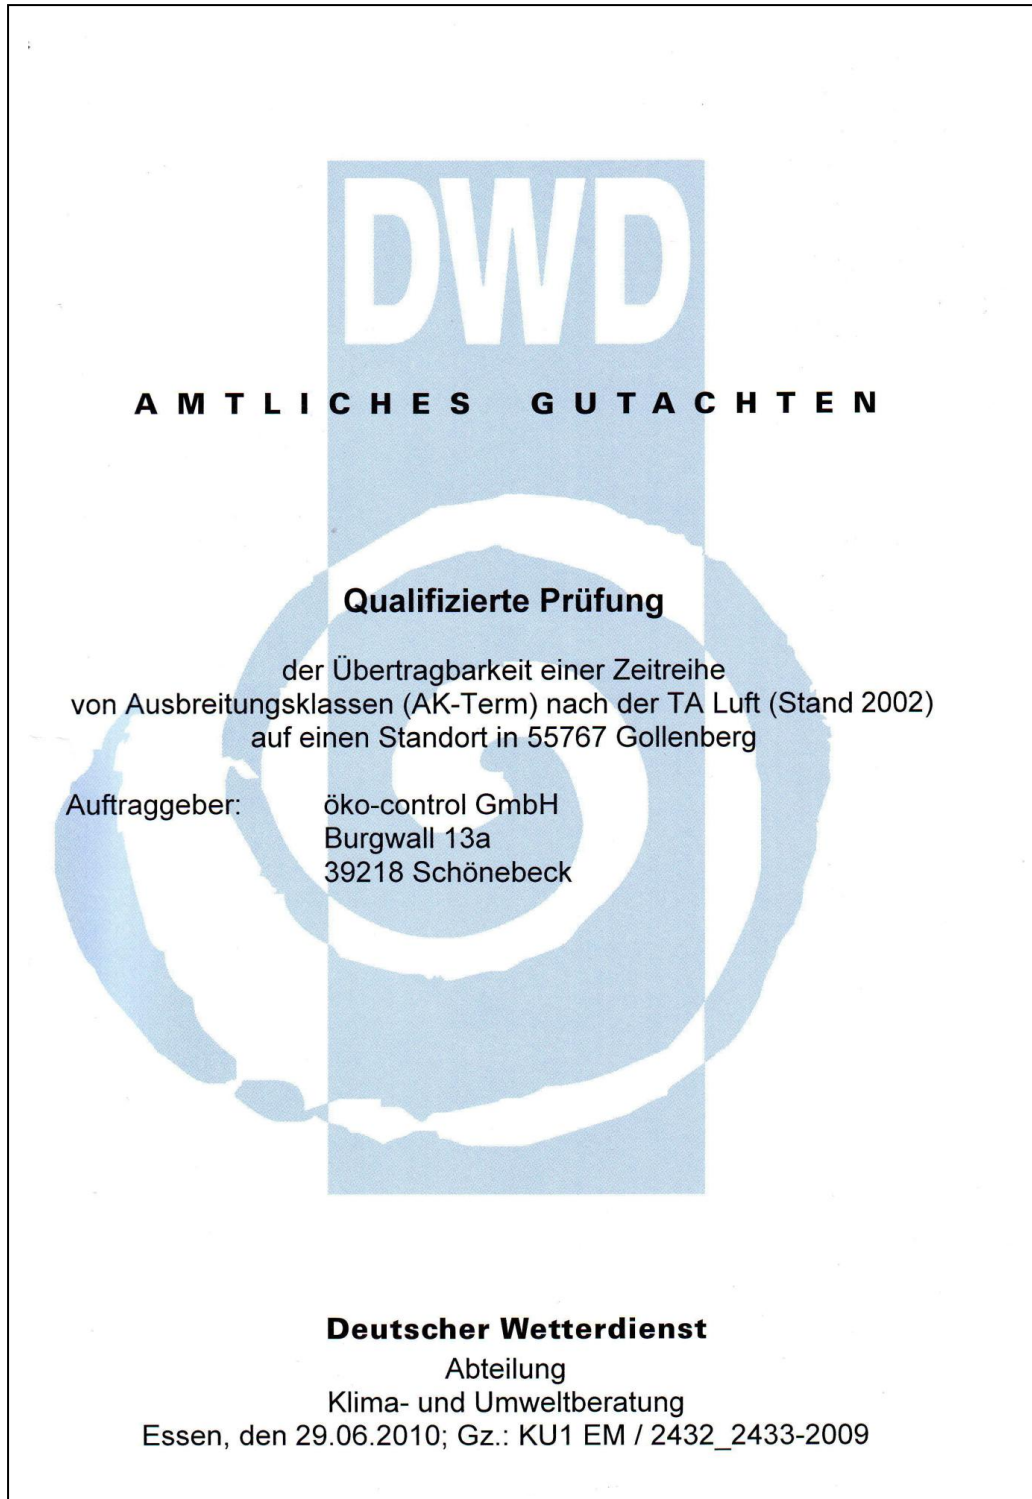 DWD
AMTLICHES GUTACHTEN
Qualifizierte Prüfung
der Übertragbarkeit einer Zeitreihe
von Ausbreitungsklassen (AK-Term) nach der TA Luft (Stand 2002)
auf einen Standort in 55767 Gollenberg
Auftraggeber: öko-control GmbH
Burgwall 13a
39218 Schönebeck
Deutscher Wetterdienst
Abteilung
Klima- und Umweltberatung
Essen, den 29.06.2010; Gz.: KU1 EM / 2432_2433-2009